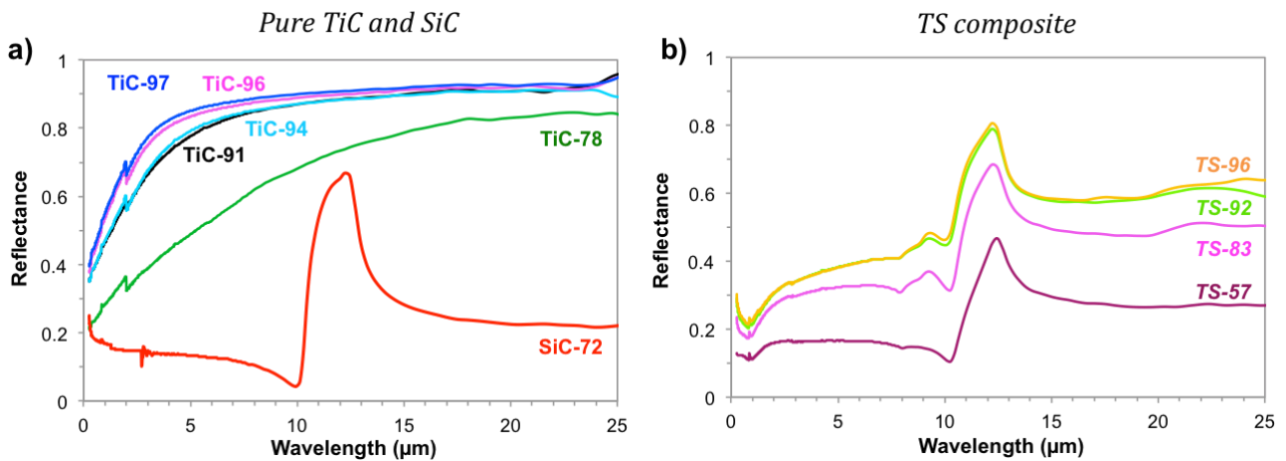 Pure TiC and SiC
a)
Reflectance
1
0.8
0.6
0.4
0.2
0
TiC-97
TiC-96
TiC-94
TiC-91
TiC-78
SiC-72
0 5 10 15 20 25
Wavelength (μm)
TS composite
b)
Reflectance
1
0.8
0.6
0.4
0.2
0
TS-96
TS-92
TS-83
TS-57
0 5 10 15 20 25
Wavelength (μm)